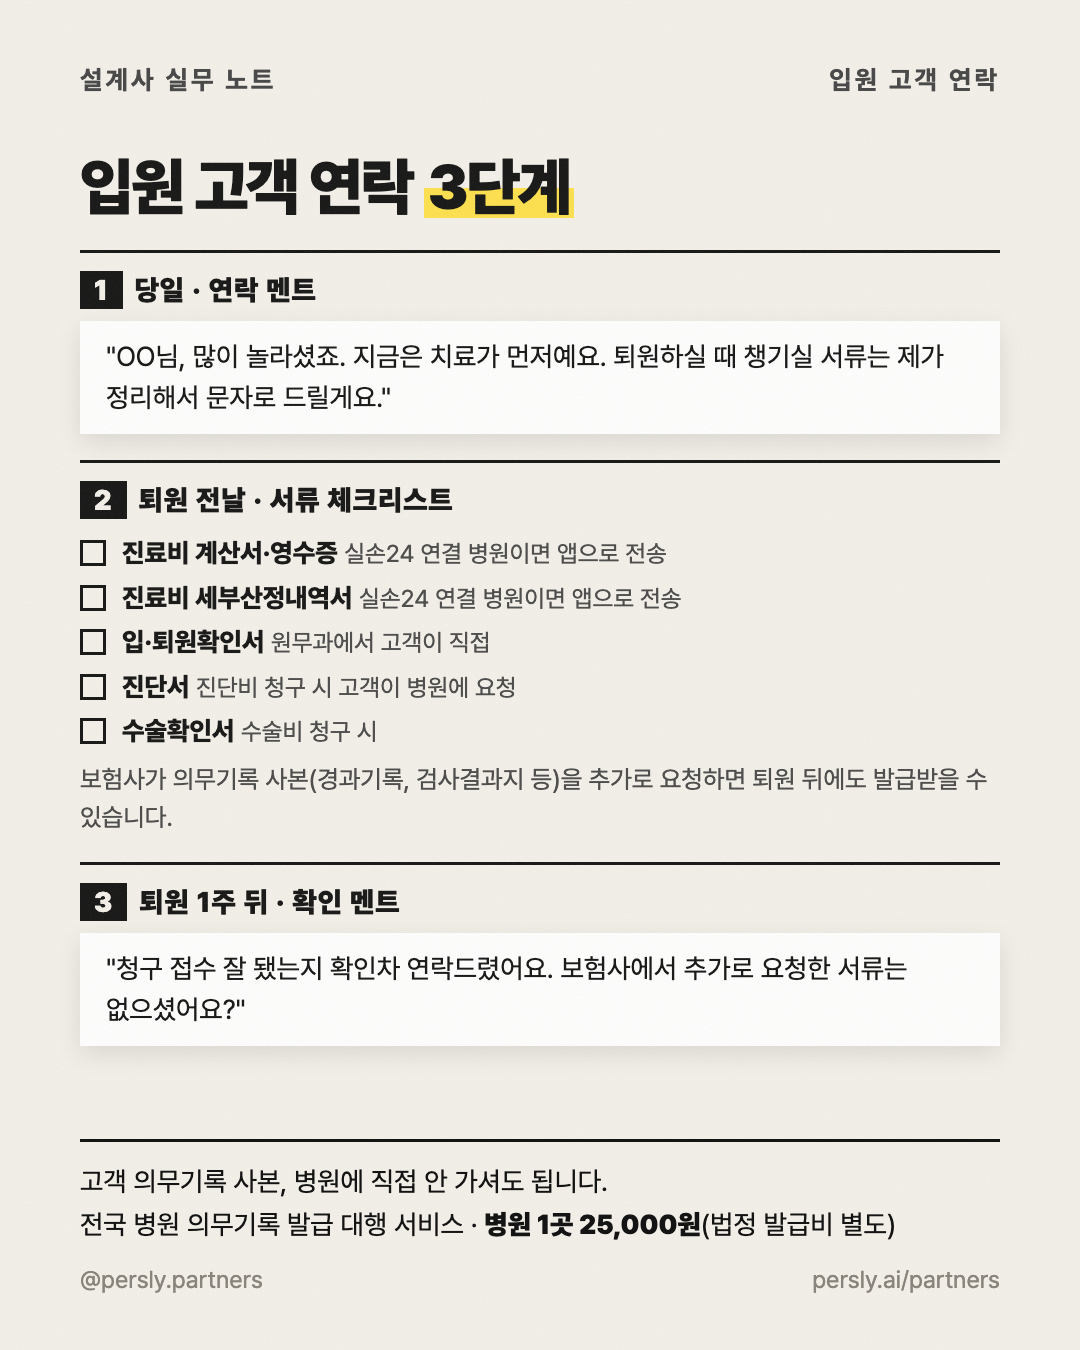 설계사 실무 노트
입원 고객 연락
입원 고객 연락 3단계
1 당일 · 연락 멘트
"OO님, 많이 놀라셨죠. 지금은 치료가 먼저예요. 퇴원하실 때 챙기실 서류는 제가
정리해서 문자로 드릴게요."
2 퇴원 전날 · 서류 체크리스트
진료비 계산서·영수증 실손24 연결 병원이면 앱으로 전송
진료비 세부산정내역서 실손24 연결 병원이면 앱으로 전송
입·퇴원확인서 원무과에서 고객이 직접
진단서 진단비 청구 시 고객이 병원에 요청
수술확인서 수술비 청구 시
보험사가 의무기록 사본(경과기록, 검사결과지 등)을 추가로 요청하면 퇴원 뒤에도 발급받을 수
있습니다.
3 퇴원 1주 뒤 · 확인 멘트
"청구 접수 잘 됐는지 확인차 연락드렸어요. 보험사에서 추가로 요청한 서류는
없으셨어요?"
고객 의무기록 사본, 병원에 직접 안 가셔도 됩니다.
전국 병원 의무기록 발급 대행 서비스 · 병원 1곳 25,000원(법정 발급비 별도)
@persly.partners
persly.ai/partners